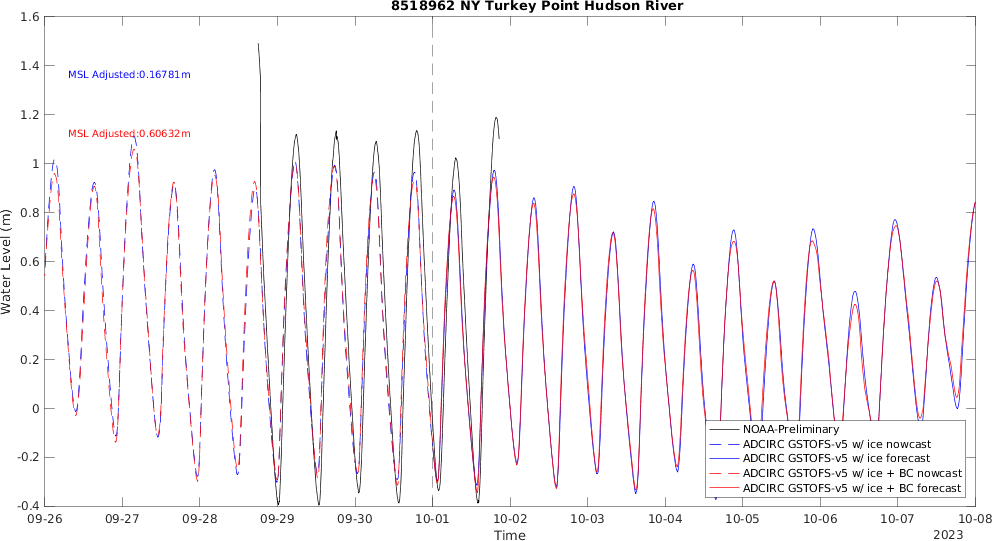 8518962 NY Turkey Point Hudson River
1.6
1.4
1.2
1
0.8
0.6
0.4
0.2
0
-0.2
-0.4
Water Level (m)
MSL Adjusted:0.16781m
MSL Adjusted:0.60632m
NOAA-Preliminary
ADCIRC GSTOFS-v5 w/ ice nowcast
ADCIRC GSTOFS-v5 w/ ice forecast
ADCIRC GSTOFS-v5 w/ ice + BC nowcast
ADCIRC GSTOFS-v5 w/ ice + BC forecast
09-26 09-27 09-28 09-29 09-30 10-01 10-02 10-03 10-04 10-05 10-06 10-07 10-08
Time
2023